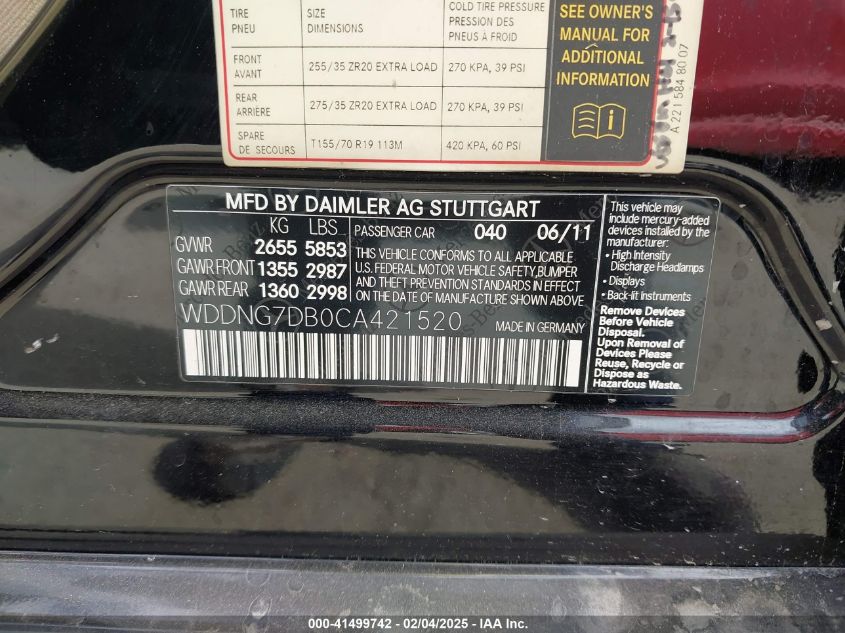 TIRE SIZE COLD TIRE PRESSURE
PNEU DIMENSIONS PRESSION DES
PNEUS À FROID
FRONT
AVANT 255/35 ZR20 EXTRA LOAD 270 KPA, 39 PSI
REAR
ARRIÈRE 275/35 ZR20 EXTRA LOAD 270 KPA, 39 PSI
SPARE
DE SECOURS T155/70 R19 113M 420 KPA, 60 PSI
SEE OWNER'S
MANUAL FOR
ADDITIONAL
INFORMATION
A 221 584 80 07
MFD BY DAIMLER AG STUTTGART
KG LBS PASSENGER CAR 040 06/11
GVWR 2655 5853
GAWR FRONT 1355 2987
GAWR REAR 1360 2998
THIS VEHICLE CONFORMS TO ALL APPLICABLE
U.S. FEDERAL MOTOR VEHICLE SAFETY,BUMPER
AND THEFT PREVENTION STANDARDS IN EFFECT
ON THE DATE OF MANUFACTURE SHOWN ABOVE
WDDNG7DB0CA421520 MADE IN GERMANY
This vehicle may
include mercury-added
devices installed by the
manufacturer:
• High Intensity
Discharge Headlamps
• Displays
• Back-lit Instruments
Remove Devices
Before Vehicle
Disposal.
Upon Removal of
Devices Please
Reuse, Recycle or
Dispose as
Hazardous Waste.
000-41499742 - 02/04/2025 - IAA Inc.